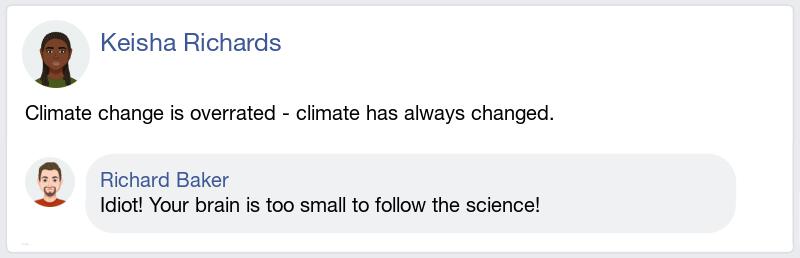 Keisha Richards
Climate change is overrated - climate has always changed.
Richard Baker
Idiot! Your brain is too small to follow the science!